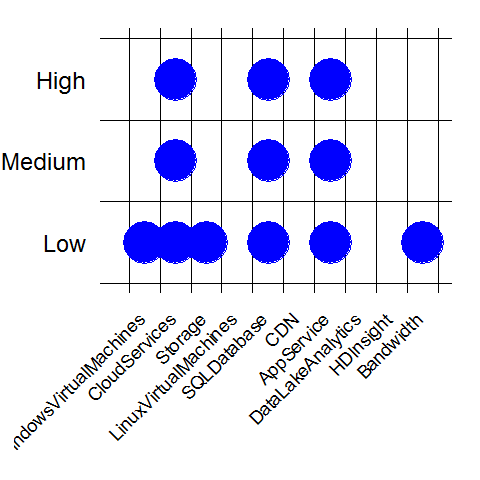 High
Medium
Low
ndowsVirtualMachines
CloudServices
Storage
LinuxVirtualMachines
SQLDatabase
CDN
AppService
DataLakeAnalytics
HDInsight
Bandwidth